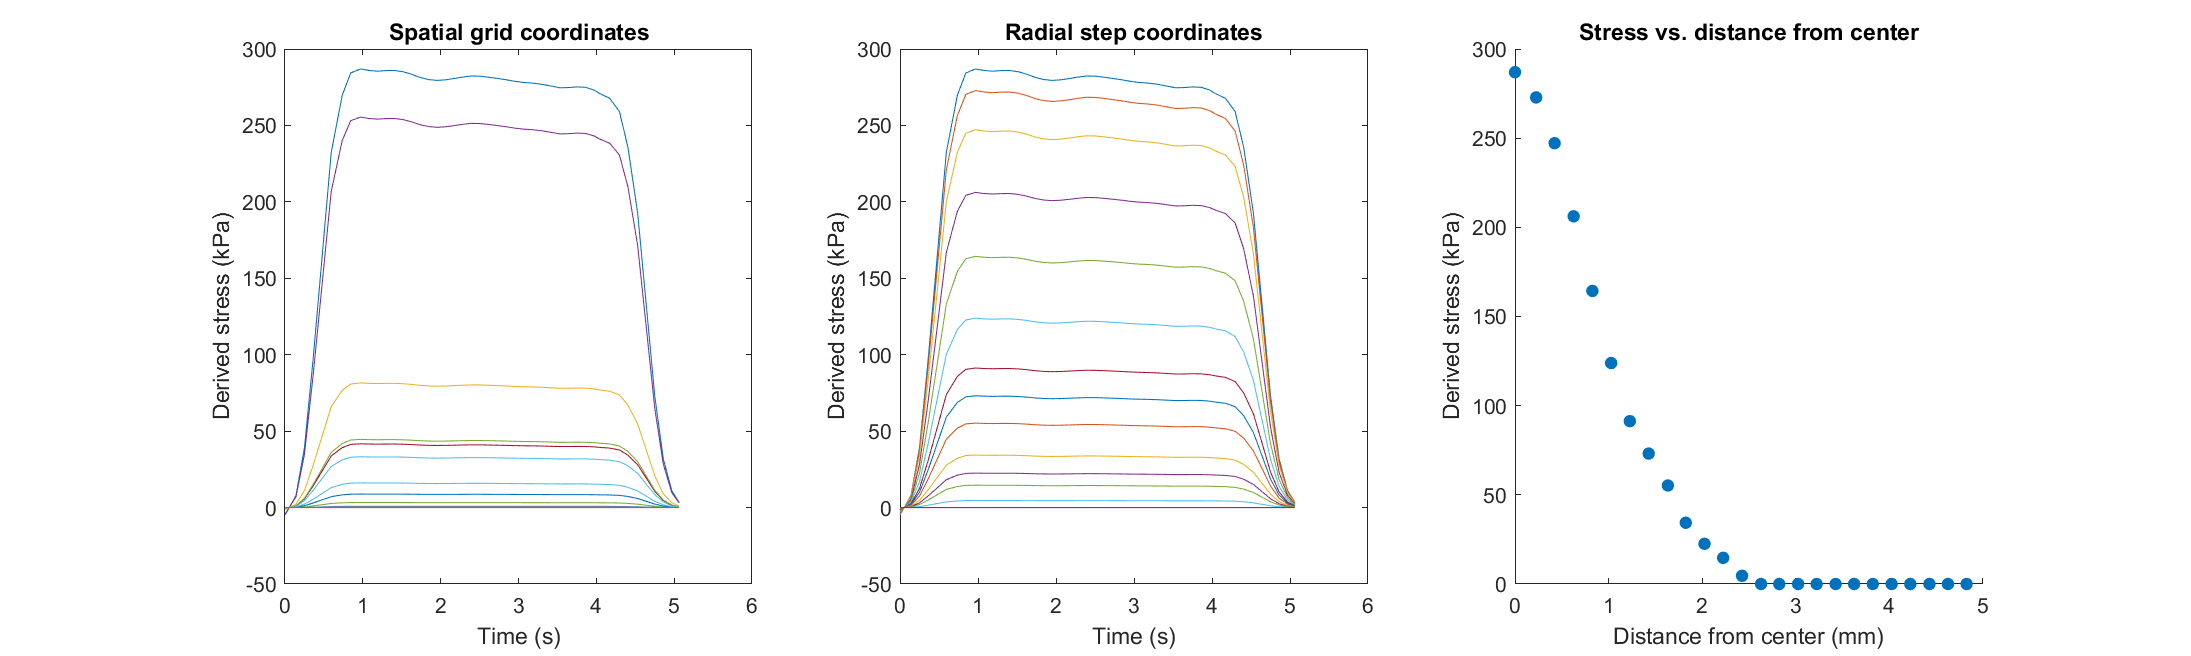 Spatial grid coordinates
300
250
200
150
100
50
0
-50
0 1 2 3 4 5 6
Derived stress (kPa)
Time (s)
Radial step coordinates
300
250
200
150
100
50
0
-50
0 1 2 3 4 5 6
Derived stress (kPa)
Time (s)
Stress vs. distance from center
300
250
200
150
100
50
0
0 1 2 3 4 5
Derived stress (kPa)
Distance from center (mm)